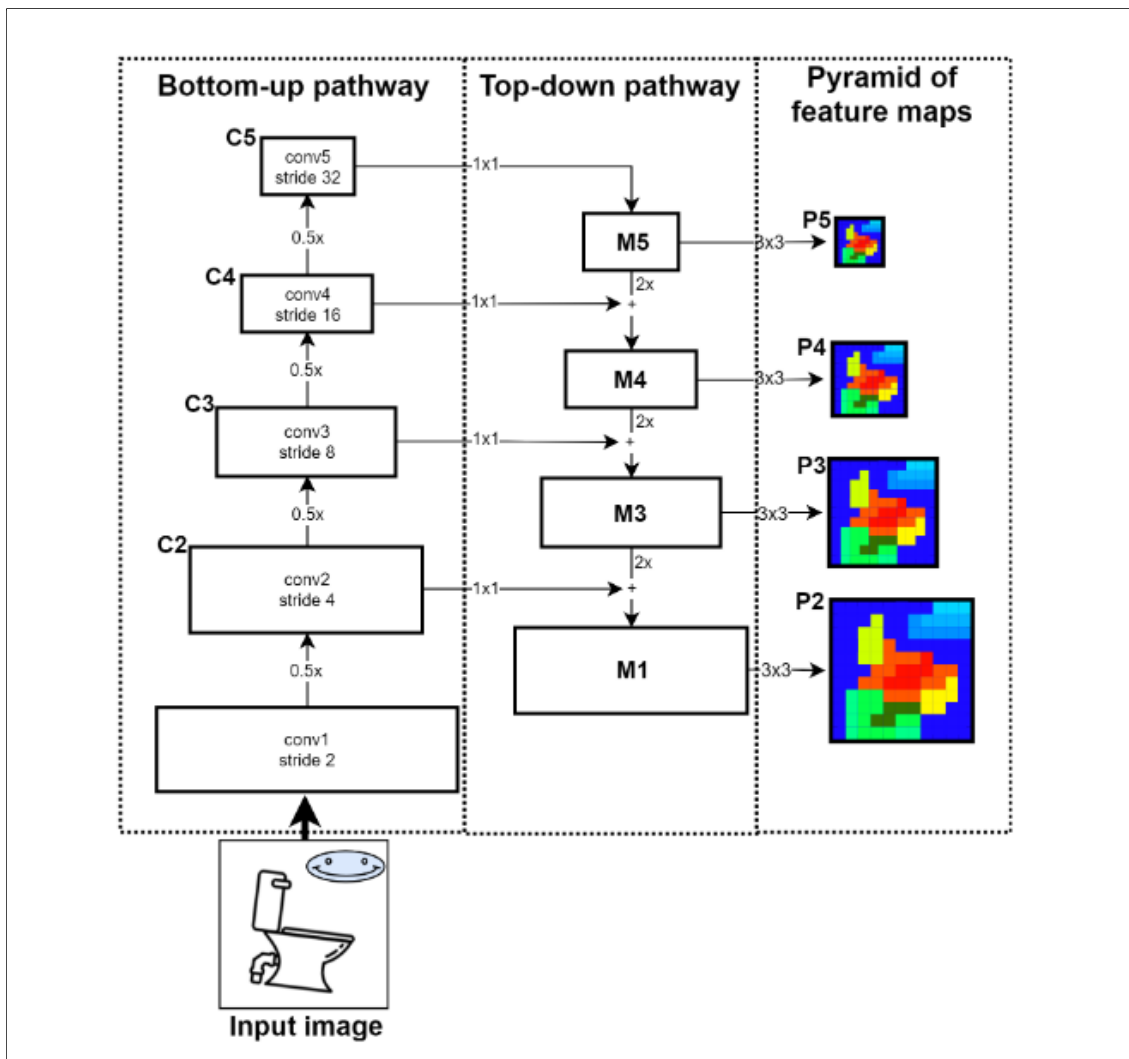 Bottom-up pathway
C5
conv5
stride 32
0.5x
C4
conv4
stride 16
0.5x
C3
conv3
stride 8
0.5x
C2
conv2
stride 4
0.5x
conv1
stride 2
Input image
Top-down pathway
1x1
M5
2x
+
1x1
M4
2x
+
1x1
M3
2x
+
1x1
M1
Pyramid of
feature maps
3x3
P5
3x3
P4
3x3
P3
3x3
P2